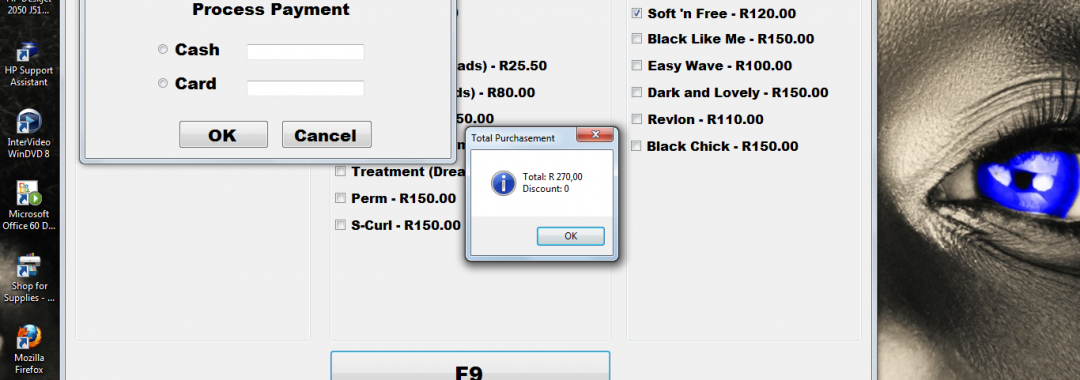 2050 J51...
HP Support
Assistant
InterVideo
WinDVD 8
Microsoft
Office 60 D...
Shop for
Supplies - ...
Mozilla
Firefox
Process Payment
Cash
Card
OK
Cancel
ads) - R25.50
ds) - R80.00
50.00
Treatment (Drea
Perm - R150.00
S-Curl - R150.00
Total Purchasement
Total: R 270,00
Discount: 0
OK
Soft 'n Free - R120.00
Black Like Me - R150.00
Easy Wave - R100.00
Dark and Lovely - R150.00
Revlon - R110.00
Black Chick - R150.00
F9